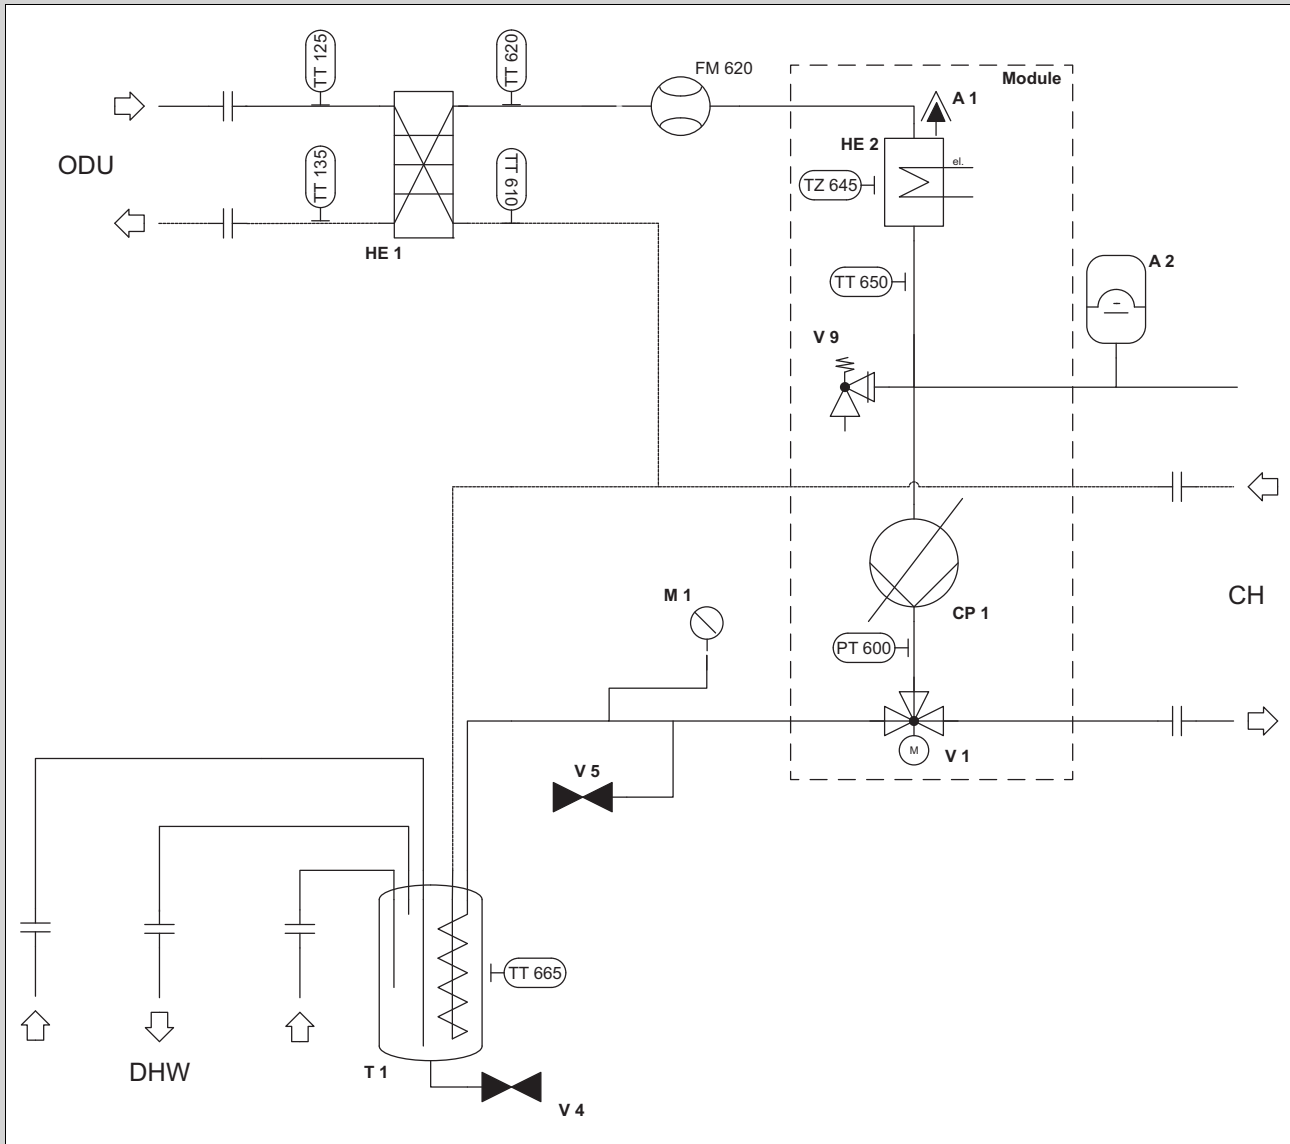 TT 125
TT 620
FM 620
Module
A 1
HE 2
el.
ODU
TT 135
TT 610
TZ 645
HE 1
A 2
TT 650
V 9
M 1
CH
CP 1
PT 600
V 5
M
V 1
TT 665
DHW
T 1
V 4